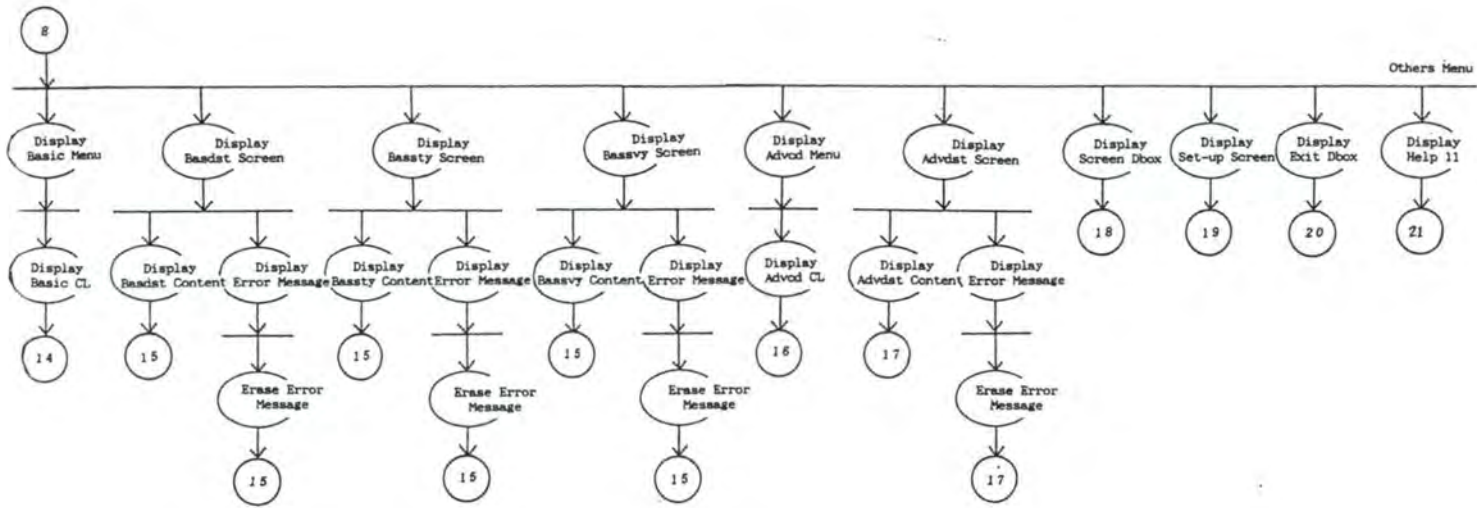 8
Others Menu
Display
Basic Menu
Display
Basdst Screen
Display
Bassty Screen
Display
Bassvy Screen
Display
Advcd Menu
Display
Advdst Screen
Display
Screen Dbox
Display
Set-up Screen
Display
Exit Dbox
Display
Help 11
18
19
20
21
Display
Basic CL
Display
Basdst Content
Display
Error Message
Display
Bassty Content
Display
Error Message
Display
Bassvy Content
Display
Error Message
Display
Advcd CL
Display
Advdst Content
Display
Error Message
14
15
15
15
16
17
Erase Error
Message
Erase Error
Message
Erase Error
Message
Erase Error
Message
15
15
15
17